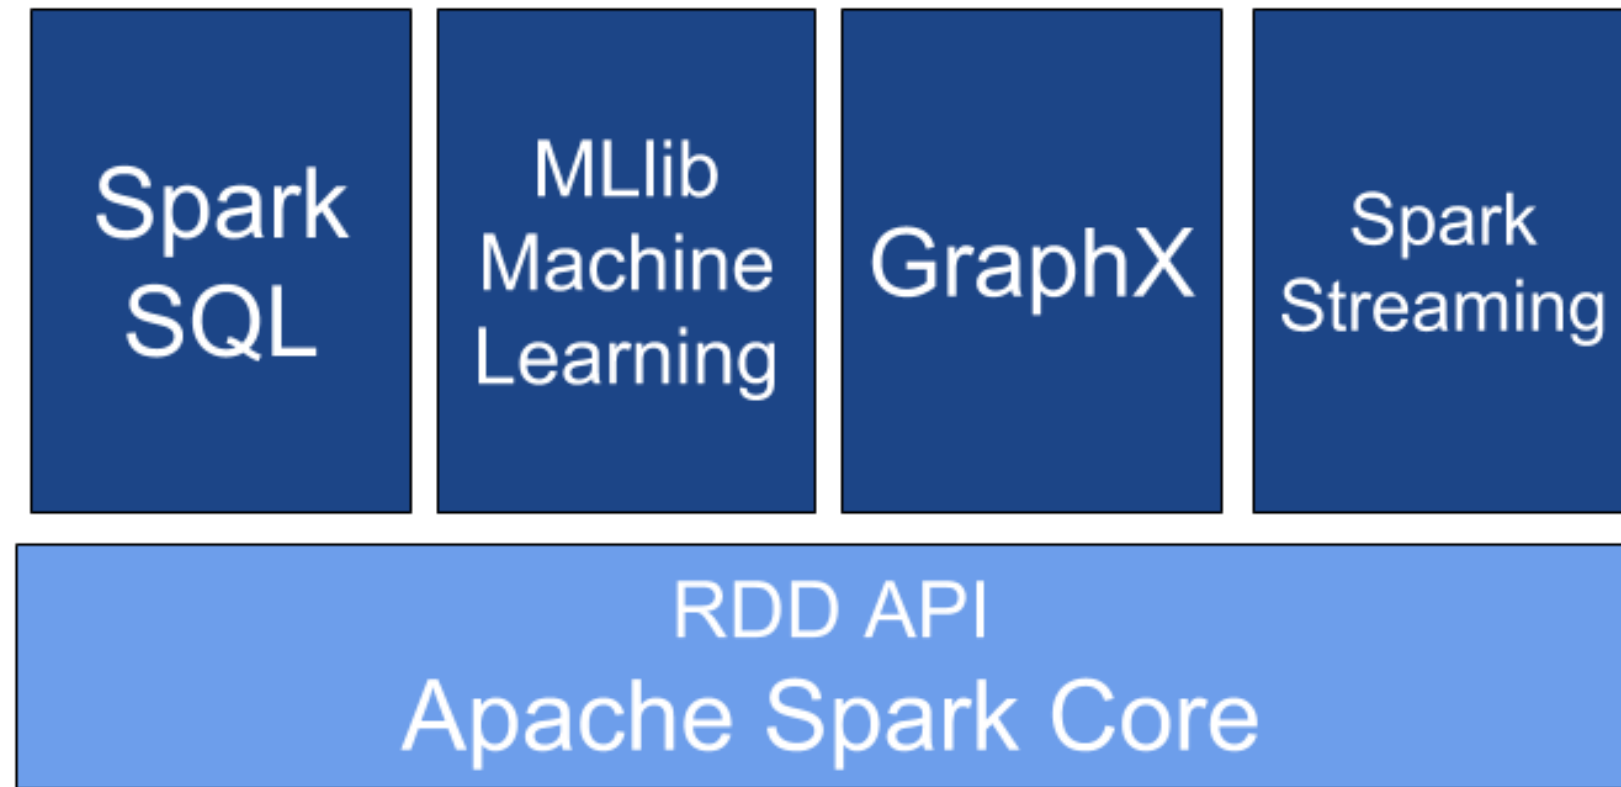 Spark
SQL
MLlib
Machine
Learning
GraphX
Spark
Streaming
RDD API
Apache Spark Core